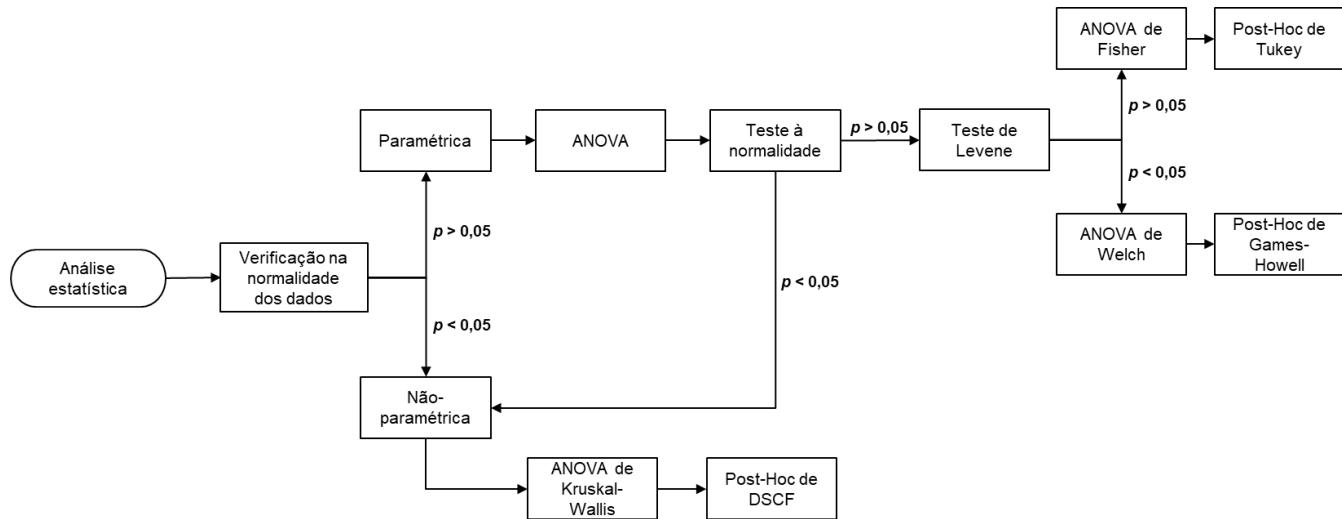 Análise
estatística
Verificação na
normalidade
dos dados
p > 0,05
p < 0,05
Paramétrica
ANOVA
Teste à
normalidade
p > 0,05
p < 0,05
Teste de
Levene
p > 0,05
p < 0,05
ANOVA de
Fisher
Post-Hoc de
Tukey
ANOVA de
Welch
Post-Hoc de
Games-
Howell
Não-
paramétrica
ANOVA de
Kruskal-
Wallis
Post-Hoc de
DSCF